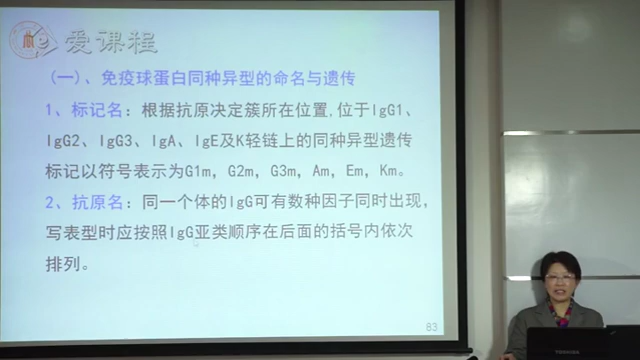 爱课程
(一)、免疫球蛋白同种异型的命名与遗传
1、标记名：根据抗原决定簇所在位置,位于IgG1、
IgG2、IgG3、IgA、IgE及K轻链上的同种异型遗传
标记以符号表示为G1m，G2m，G3m，Am，Em，Km。
2、抗原名：同一个体的IgG可有数种因子同时出现，
写表型时应按照IgG亚类顺序在后面的括号内依次
排列。
83